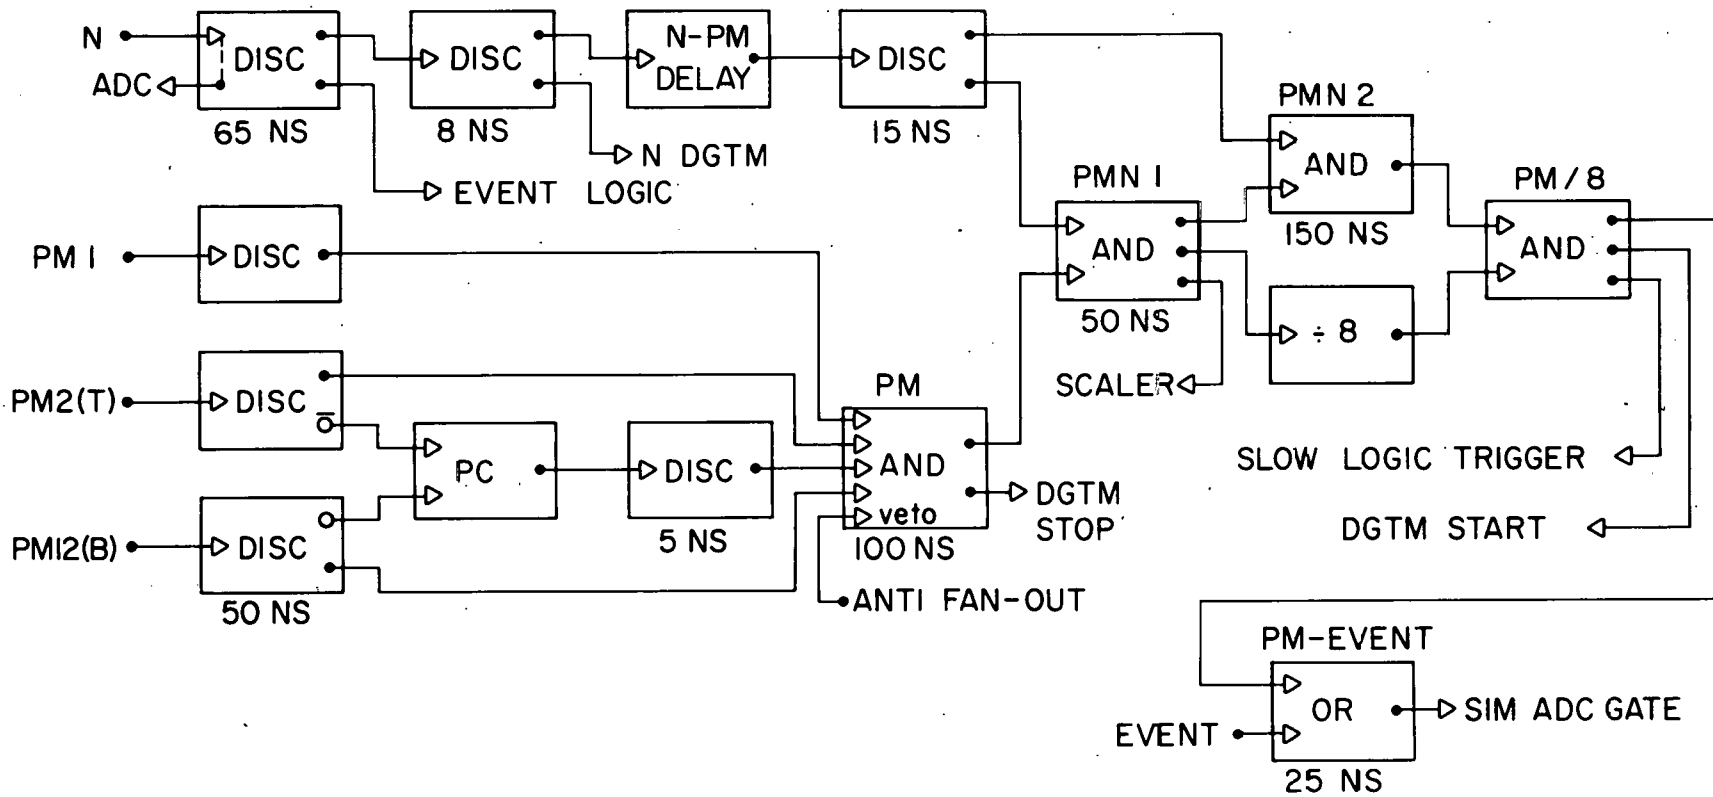 N
ADC
DISC
65 NS
DISC
8 NS
N-PM
DELAY
DISC
15 NS
N DGTM
EVENT LOGIC
PM 1
DISC
PM2(T)
DISC
PM12(B)
DISC
50 NS
PC
DISC
5 NS
PM
AND
veto
100 NS
DGTM
STOP
ANTI FAN-OUT
PMN 1
AND
50 NS
SCALER
PMN 2
AND
150 NS
÷ 8
PM/8
AND
SLOW LOGIC TRIGGER
DGTM START
PM-EVENT
OR
25 NS
EVENT
SIM ADC GATE